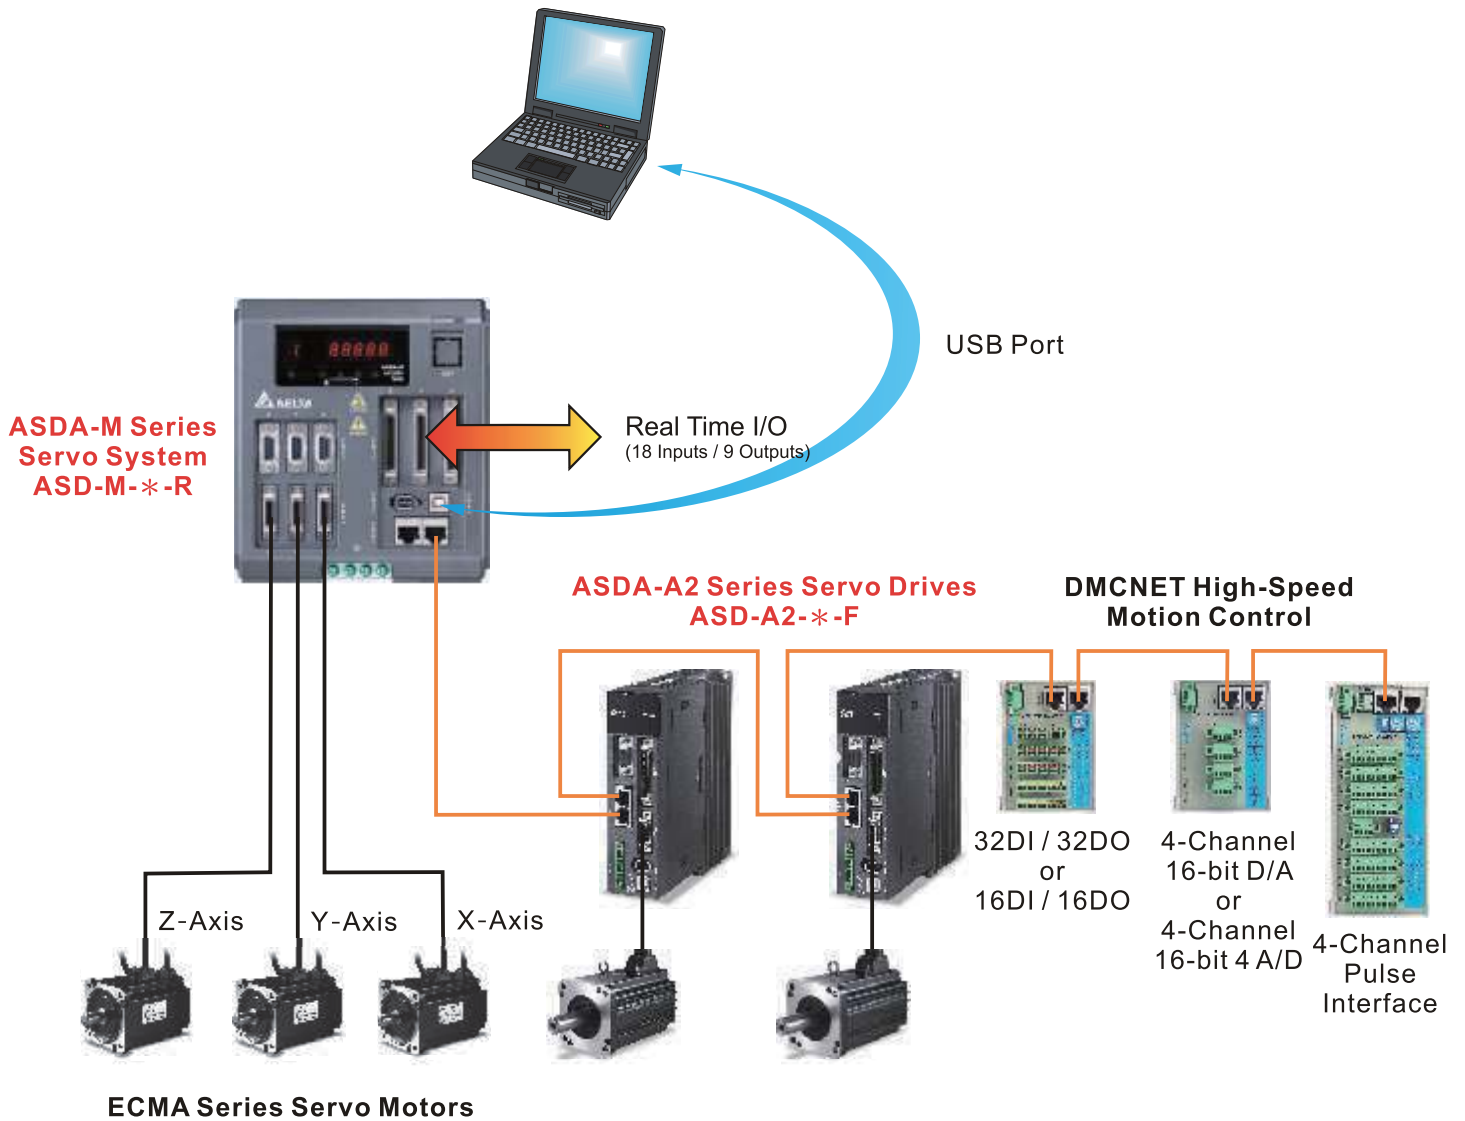 USB Port
88888
DELTA
Real Time I/O
(18 Inputs / 9 Outputs)
ASDA-M Series
Servo System
ASD-M-＊-R
ASDA-A2 Series Servo Drives
ASD-A2-＊-F
DMCNET High-Speed
Motion Control
32DI / 32DO
or
16DI / 16DO
4-Channel
16-bit D/A
or
4-Channel
16-bit 4 A/D
4-Channel
Pulse
Interface
Z-Axis
Y-Axis
X-Axis
ECMA Series Servo Motors